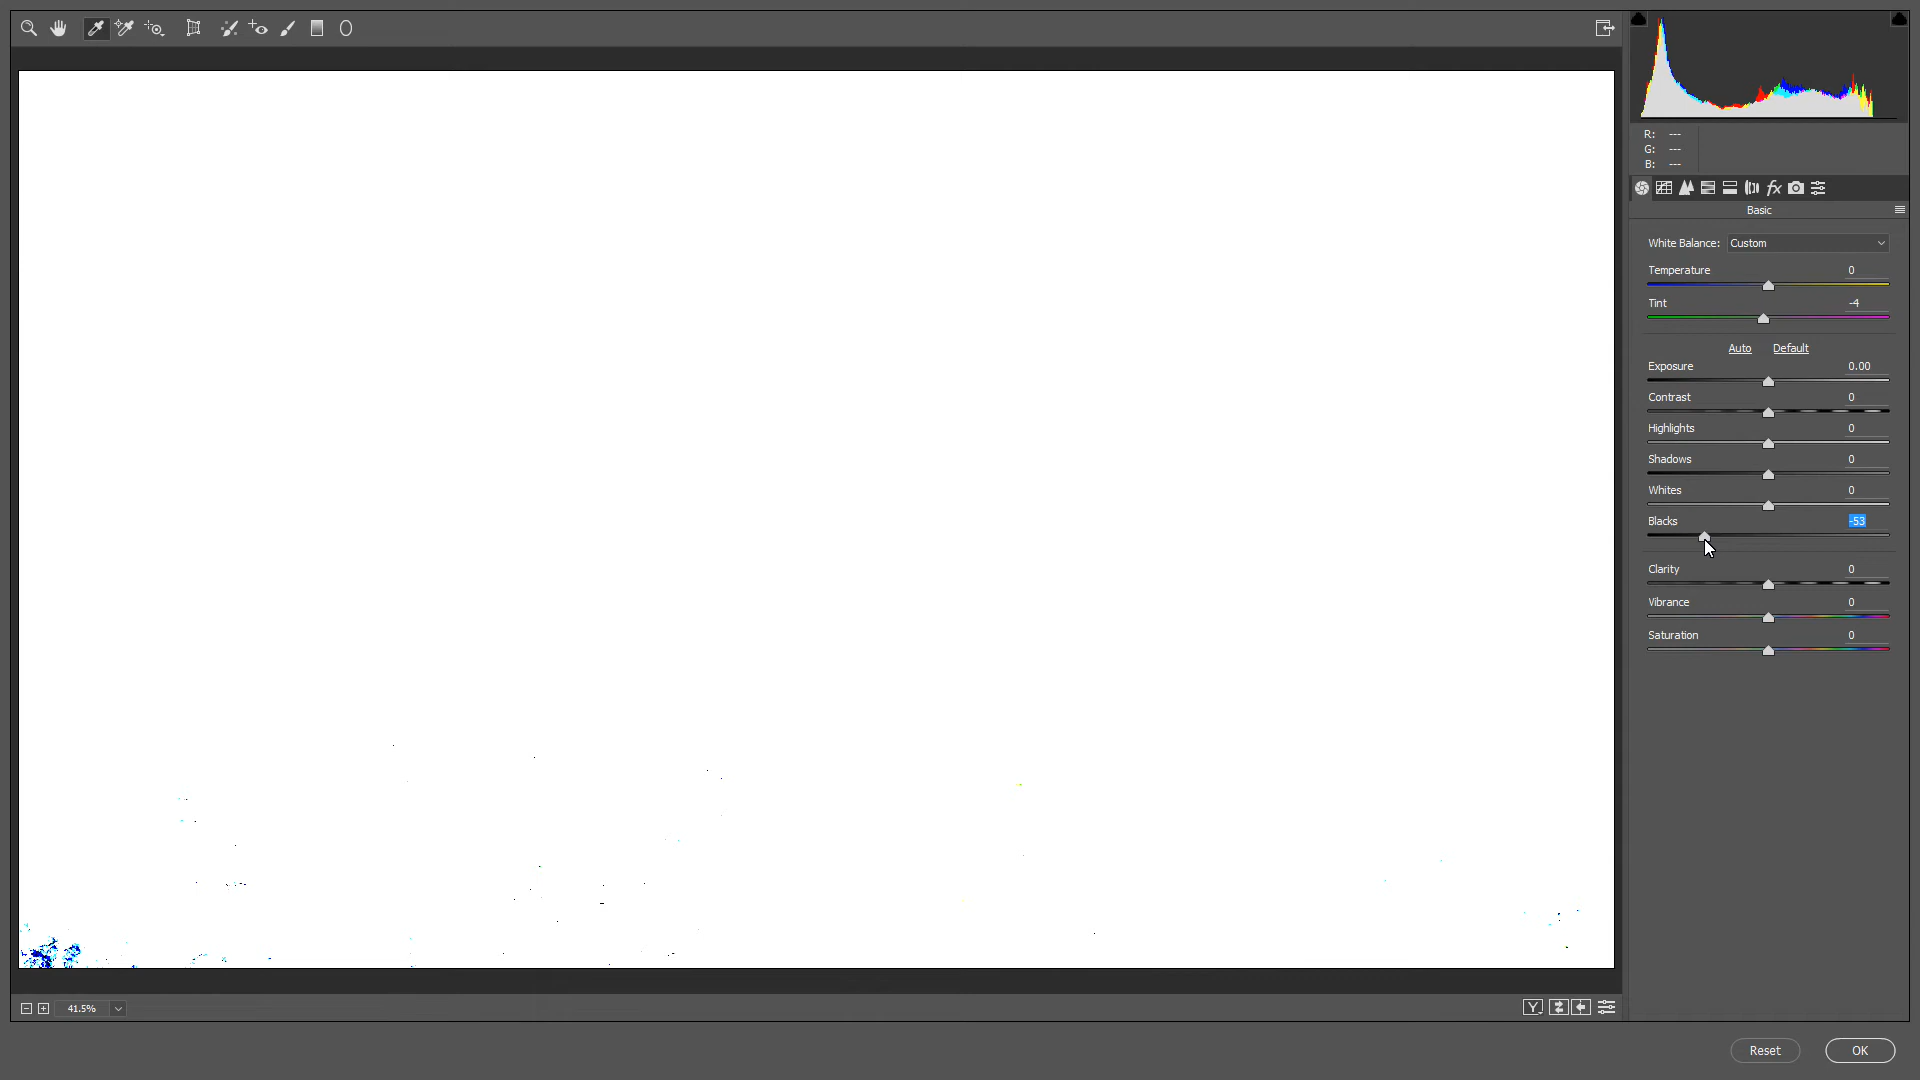 R: ---
G: ---
B: ---
fx
Basic
White Balance: Custom
Temperature 0
Tint -4
Auto Default
Exposure 0.00
Contrast 0
Highlights 0
Shadows 0
Whites 0
Blacks -53
Clarity 0
Vibrance 0
Saturation 0
41.5%
Y
Reset OK